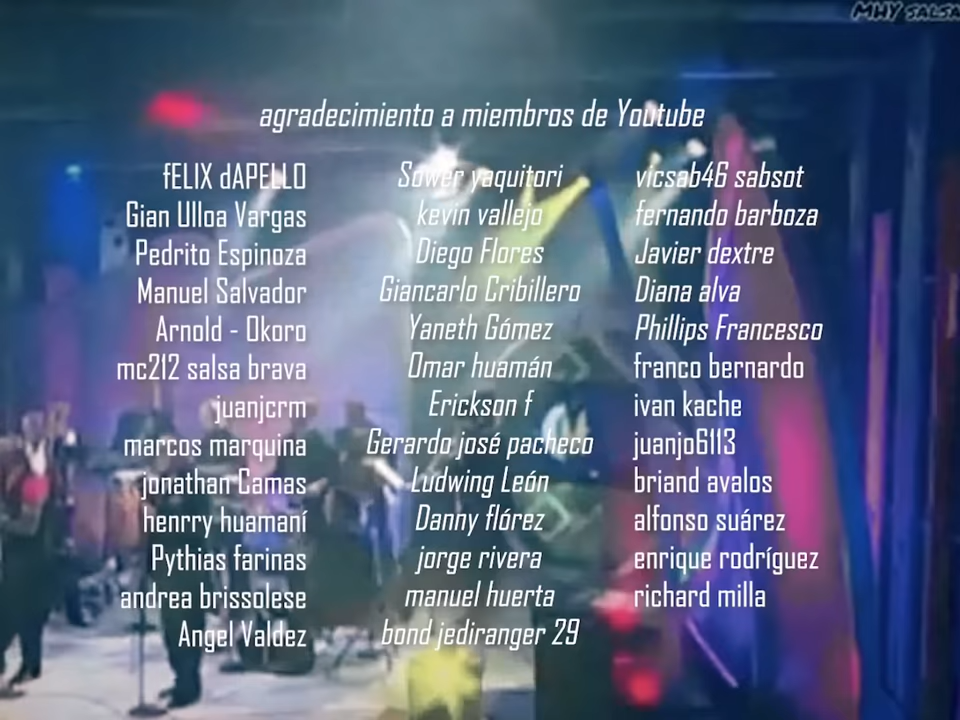 MHY SALSA
agradecimiento a miembros de Youtube
fELIX dAPELLO
Gian Ulloa Vargas
Pedrito Espinoza
Manuel Salvador
Arnold - Okoro
mc212 salsa brava
juanjcrm
marcos marquina
jonathan Camas
henrry huamaní
Pythias farinas
andrea brissolese
Angel Valdez
Sower yaquitori
kevin vallejo
Diego Flores
Giancarlo Cribillero
Yaneth Gómez
Omar huamán
Erickson f
Gerardo josé pacheco
Ludwing León
Danny flórez
jorge rivera
manuel huerta
bond jediranger 29
vicsab46 sabsot
fernando barboza
Javier dextre
Diana alva
Phillips Francesco
franco bernardo
ivan kache
juanjo6113
briand avalos
alfonso suárez
enrique rodríguez
richard milla